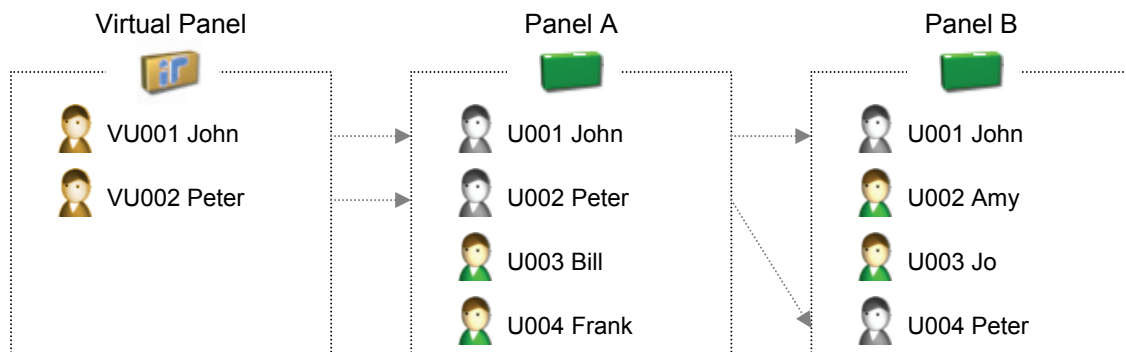 Virtual Panel
ir
VU001 John
VU002 Peter
Panel A
U001 John
U002 Peter
U003 Bill
U004 Frank
Panel B
U001 John
U002 Amy
U003 Jo
U004 Peter